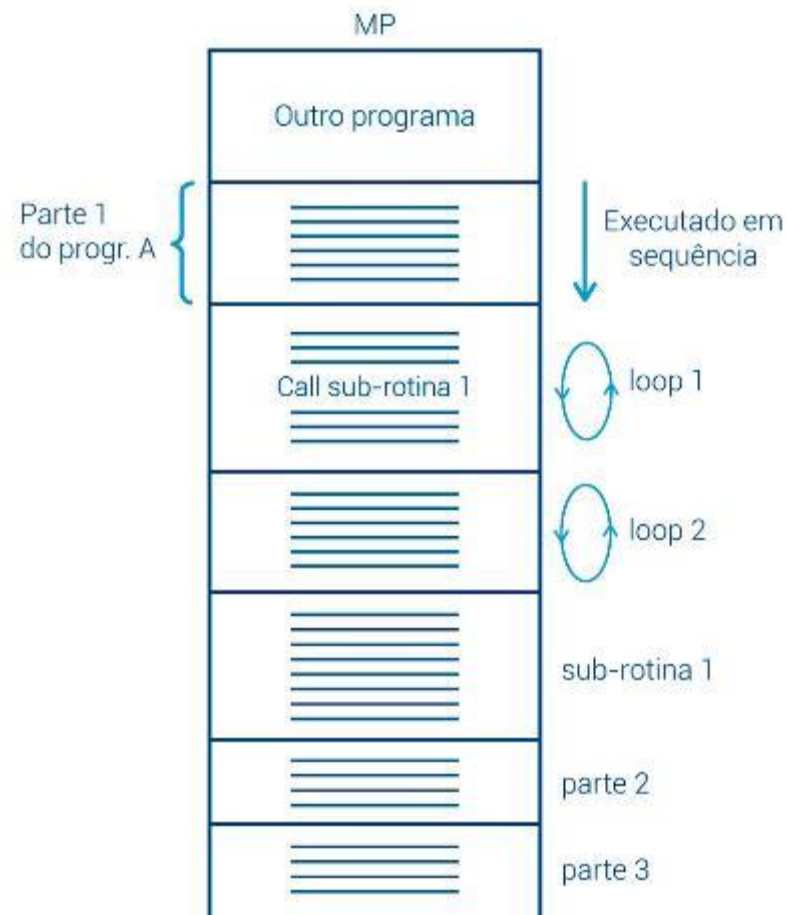 MP
Outro programa
Parte 1
do progr. A
Executado em
sequência
Call sub-rotina 1
loop 1
loop 2
sub-rotina 1
parte 2
parte 3